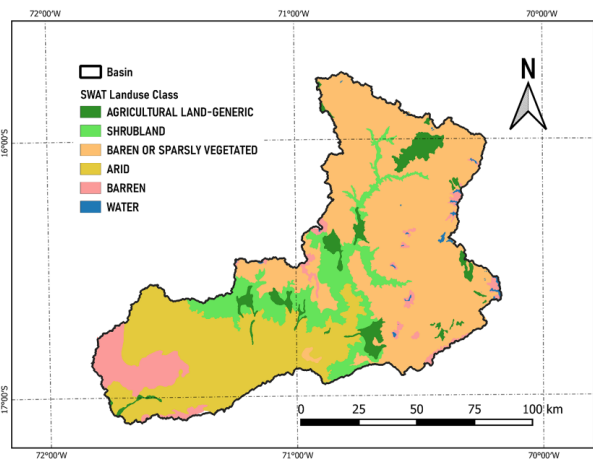 72°00'W 71°00'W 70°00'W
Basin
SWAT Landuse Class
AGRICULTURAL LAND-GENERIC
SHRUBLAND
BAREN OR SPARSLY VEGETATED
ARID
BARREN
WATER
N
16°00'S
17°00'S
0 25 50 75 100 km
72°00'W 71°00'W 70°00'W